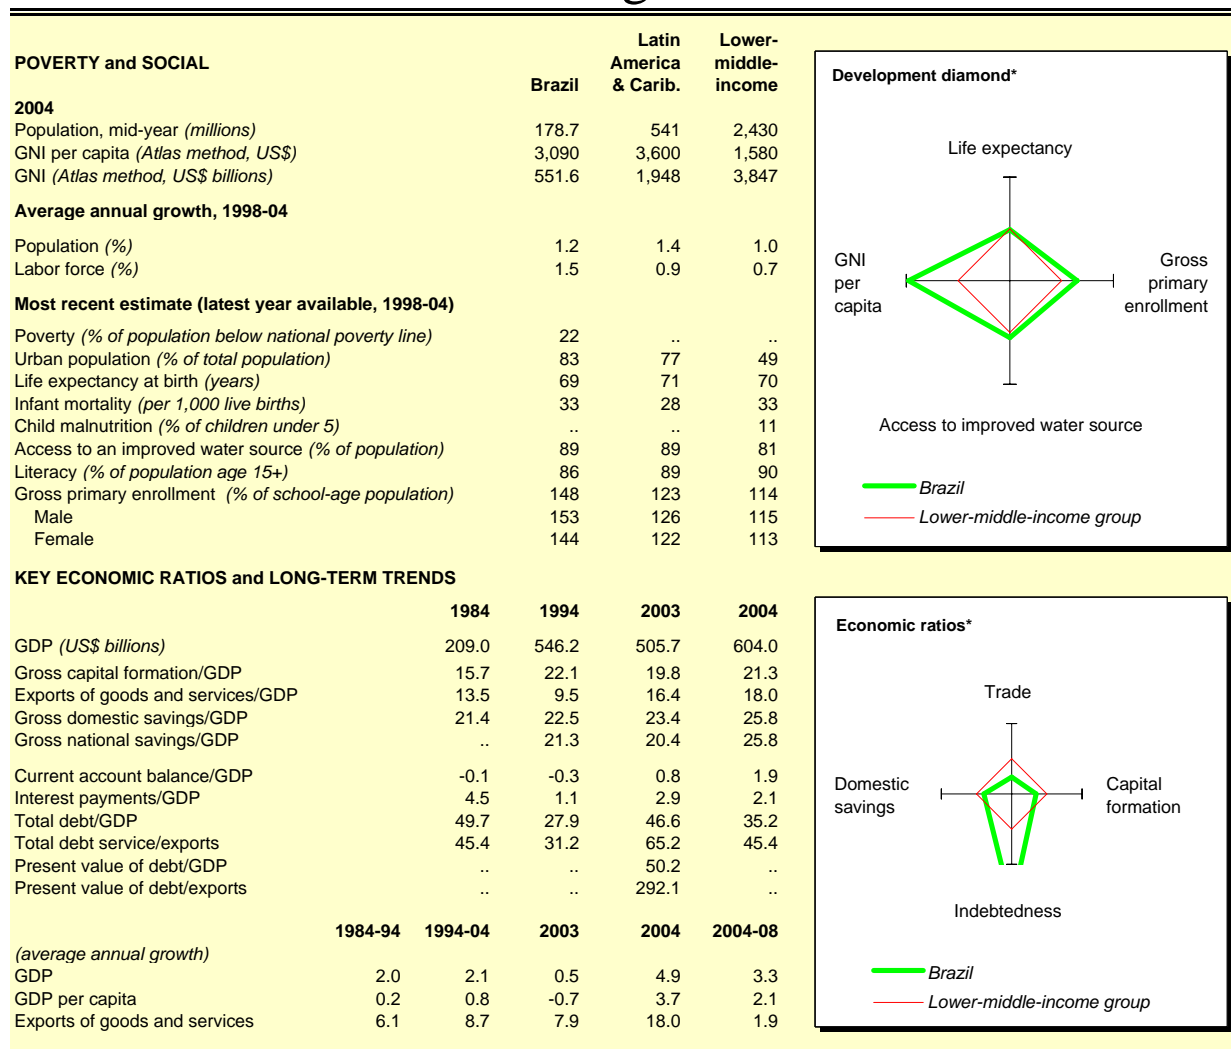 POVERTY and SOCIAL Brazil Latin America & Carib. Lower-middle-income
2004
Population, mid-year (millions) 178.7 541 2,430
GNI per capita (Atlas method, US$) 3,090 3,600 1,580
GNI (Atlas method, US$ billions) 551.6 1,948 3,847
Average annual growth, 1998-04
Population (%) 1.2 1.4 1.0
Labor force (%) 1.5 0.9 0.7
Most recent estimate (latest year available, 1998-04)
Poverty (% of population below national poverty line) 22 .. ..
Urban population (% of total population) 83 77 49
Life expectancy at birth (years) 69 71 70
Infant mortality (per 1,000 live births) 33 28 33
Child malnutrition (% of children under 5) .. .. 11
Access to an improved water source (% of population) 89 89 81
Literacy (% of population age 15+) 86 89 90
Gross primary enrollment (% of school-age population) 148 123 114
Male 153 126 115
Female 144 122 113
KEY ECONOMIC RATIOS and LONG-TERM TRENDS
1984 1994 2003 2004
GDP (US$ billions) 209.0 546.2 505.7 604.0
Gross capital formation/GDP 15.7 22.1 19.8 21.3
Exports of goods and services/GDP 13.5 9.5 16.4 18.0
Gross domestic savings/GDP 21.4 22.5 23.4 25.8
Gross national savings/GDP .. 21.3 20.4 25.8
Current account balance/GDP -0.1 -0.3 0.8 1.9
Interest payments/GDP 4.5 1.1 2.9 2.1
Total debt/GDP 49.7 27.9 46.6 35.2
Total debt service/exports 45.4 31.2 65.2 45.4
Present value of debt/GDP .. .. 50.2 ..
Present value of debt/exports .. .. 292.1 ..
1984-94 1994-04 2003 2004 2004-08
(average annual growth)
GDP 2.0 2.1 0.5 4.9 3.3
GDP per capita 0.2 0.8 -0.7 3.7 2.1
Exports of goods and services 6.1 8.7 7.9 18.0 1.9
Development diamond*
Life expectancy
GNI
per
capita
Gross
primary
enrollment
Access to improved water source
Brazil
Lower-middle-income group
Economic ratios*
Trade
Domestic
savings
Capital
formation
Indebtedness
Brazil
Lower-middle-income group